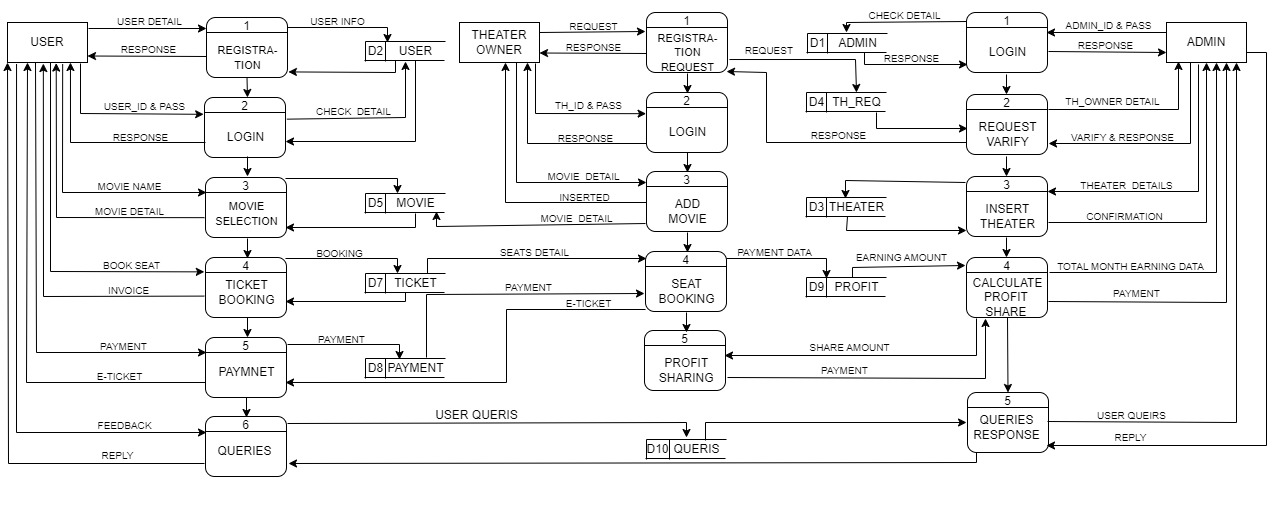 USER DETAIL
1
USER INFO
REQUEST
1
CHECK DETAIL
1
ADMIN_ID & PASS
USER
REGISTRA-
TION
D2 USER
RESPONSE
THEATER
OWNER
REGISTRA-
TION
REQUEST
RESPONSE
REQUEST
D1 ADMIN
RESPONSE
LOGIN
RESPONSE
ADMIN
USER_ID & PASS
2
LOGIN
CHECK DETAIL
RESPONSE
TH_ID & PASS
2
LOGIN
RESPONSE
D4 TH_REQ
RESPONSE
2
REQUEST
VARIFY
TH_OWNER DETAIL
VARIFY & RESPONSE
MOVIE NAME
3
MOVIE
SELECTION
MOVIE DETAIL
D5 MOVIE
MOVIE DETAIL
INSERTED
MOVIE DETAIL
3
ADD
MOVIE
D3 THEATER
3
INSERT
THEATER
THEATER DETAILS
CONFIRMATION
BOOK SEAT
4
TICKET
BOOKING
INVOICE
BOOKING
D7 TICKET
SEATS DETAIL
PAYMENT
E-TICKET
4
SEAT
BOOKING
PAYMENT DATA
D9 PROFIT
EARNING AMOUNT
4
CALCULATE
PROFIT
SHARE
TOTAL MONTH EARNING DATA
PAYMENT
PAYMENT
5
PAYMNET
E-TICKET
PAYMENT
D8 PAYMENT
5
PROFIT
SHARING
SHARE AMOUNT
PAYMENT
FEEDBACK
6
QUERIES
REPLY
USER QUERIS
D10 QUERIS
5
QUERIES
RESPONSE
USER QUEIRS
REPLY